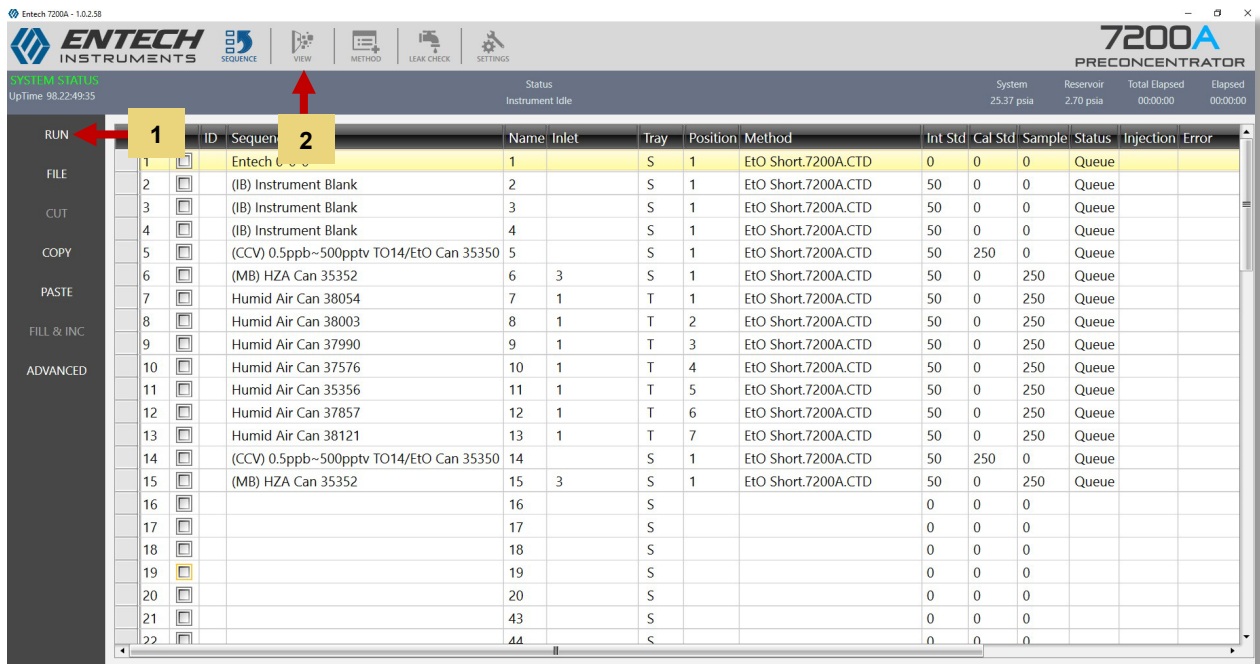 Entech 7200A - 1.0.2.58
ENTECH INSTRUMENTS
SEQUENCE VIEW METHOD LEAK CHECK SETTINGS
7200A
PRECONCENTRATOR
SYSTEM STATUS
UpTime 98.22:49:35
Status
Instrument Idle
System Reservoir Total Elapsed Elapsed
25.37 psia 2.70 psia 00:00:00 00:00:00
RUN
FILE
CUT
COPY
PASTE
FILL & INC
ADVANCED
1
2
ID Sequen Name Inlet Tray Position Method Int Std Cal Std Sample Status Injection Error
1 Entech 1 S 1 EtO Short.7200A.CTD 0 0 0 Queue
2 (IB) Instrument Blank 2 S 1 EtO Short.7200A.CTD 50 0 0 Queue
3 (IB) Instrument Blank 3 S 1 EtO Short.7200A.CTD 50 0 0 Queue
4 (IB) Instrument Blank 4 S 1 EtO Short.7200A.CTD 50 0 0 Queue
5 (CCV) 0.5ppb~500pptv TO14/EtO Can 35350 5 S 1 EtO Short.7200A.CTD 50 250 0 Queue
6 (MB) HZA Can 35352 6 3 S 1 EtO Short.7200A.CTD 50 0 250 Queue
7 Humid Air Can 38054 7 1 T 1 EtO Short.7200A.CTD 50 0 250 Queue
8 Humid Air Can 38003 8 1 T 2 EtO Short.7200A.CTD 50 0 250 Queue
9 Humid Air Can 37990 9 1 T 3 EtO Short.7200A.CTD 50 0 250 Queue
10 Humid Air Can 37576 10 1 T 4 EtO Short.7200A.CTD 50 0 250 Queue
11 Humid Air Can 35356 11 1 T 5 EtO Short.7200A.CTD 50 0 250 Queue
12 Humid Air Can 37857 12 1 T 6 EtO Short.7200A.CTD 50 0 250 Queue
13 Humid Air Can 38121 13 1 T 7 EtO Short.7200A.CTD 50 0 250 Queue
14 (CCV) 0.5ppb~500pptv TO14/EtO Can 35350 14 S 1 EtO Short.7200A.CTD 50 250 0 Queue
15 (MB) HZA Can 35352 15 3 S 1 EtO Short.7200A.CTD 50 0 250 Queue
16 16 S 0 0 0
17 17 S 0 0 0
18 18 S 0 0 0
19 19 S 0 0 0
20 20 S 0 0 0
21 43 S 0 0 0
22 44 S 0 0 0